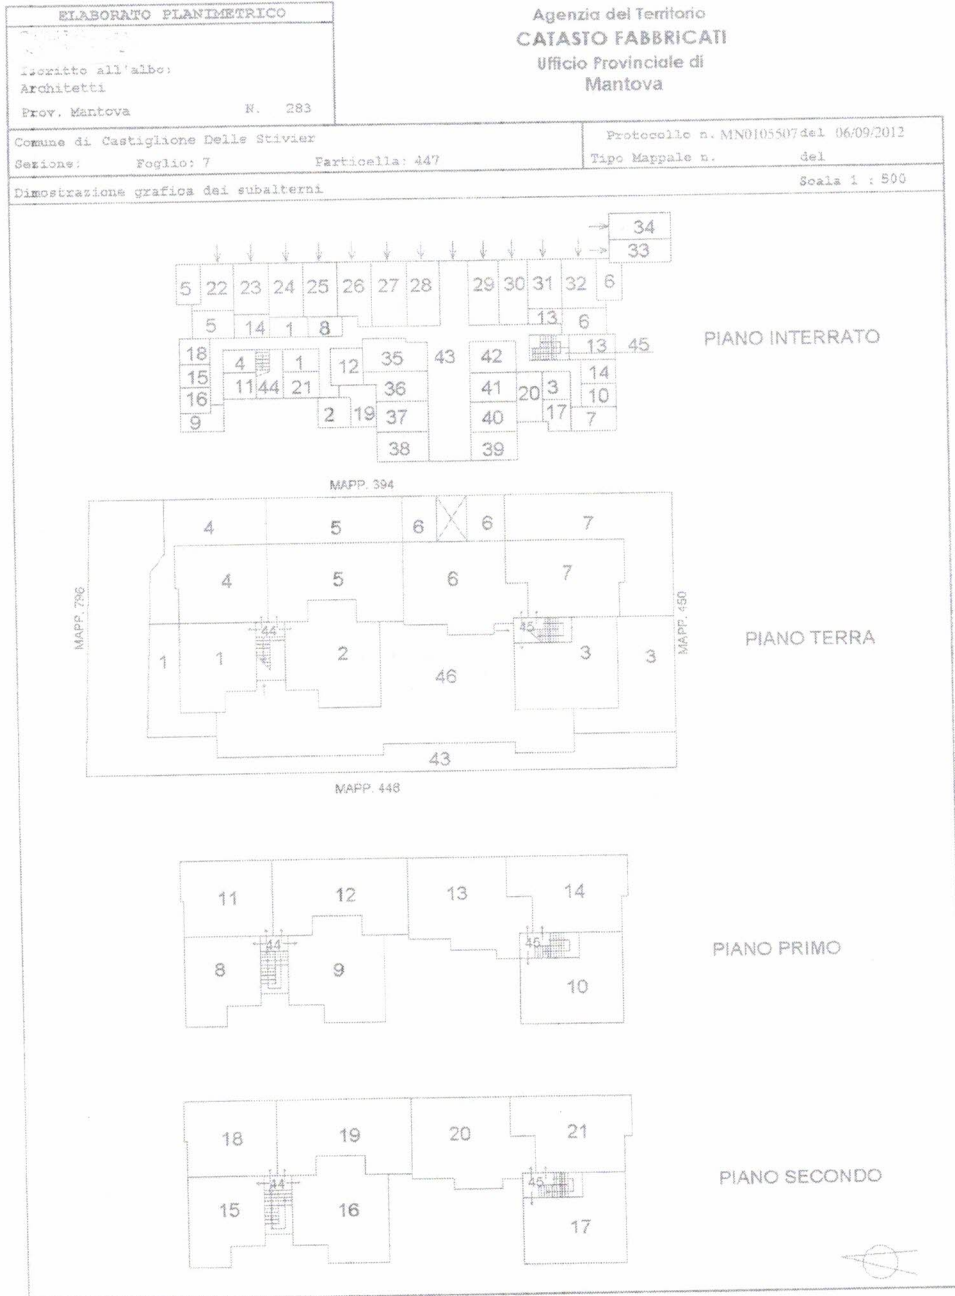 ELABORATO PLANIMETRICO
Iscritto all'albo:
Architetti
Prov. Mantova N. 283
Agenzia del Territorio
CATASTO FABBRICATI
Ufficio Provinciale di
Mantova
Comune di Castiglione Delle Stivier
Sezione: Foglio: 7 Particella: 447
Protocollo n. MN0105507 del 06/09/2012
Tipo Mappale n. del
Dimostrazione grafica dei subalterni
Scala 1 : 500
34
33
5 22 23 24 25 26 27 28 29 30 31 32 6
5 14 1 8 13 6
PIANO INTERRATO
18 4 1 12 35 43 42 13 45
15 11 44 21 36 41 20 3 14
16 10
9 2 19 37 40 17 7
38 39
MAPP. 394
4 5 6 6 7
4 5 6 7
MAPP. 796
MAPP. 450
44 45
PIANO TERRA
1 1 2 46 3 3
43
MAPP. 448
11 12 13 14
44 45
PIANO PRIMO
8 9 10
18 19 20 21
44 45
PIANO SECONDO
15 16 17